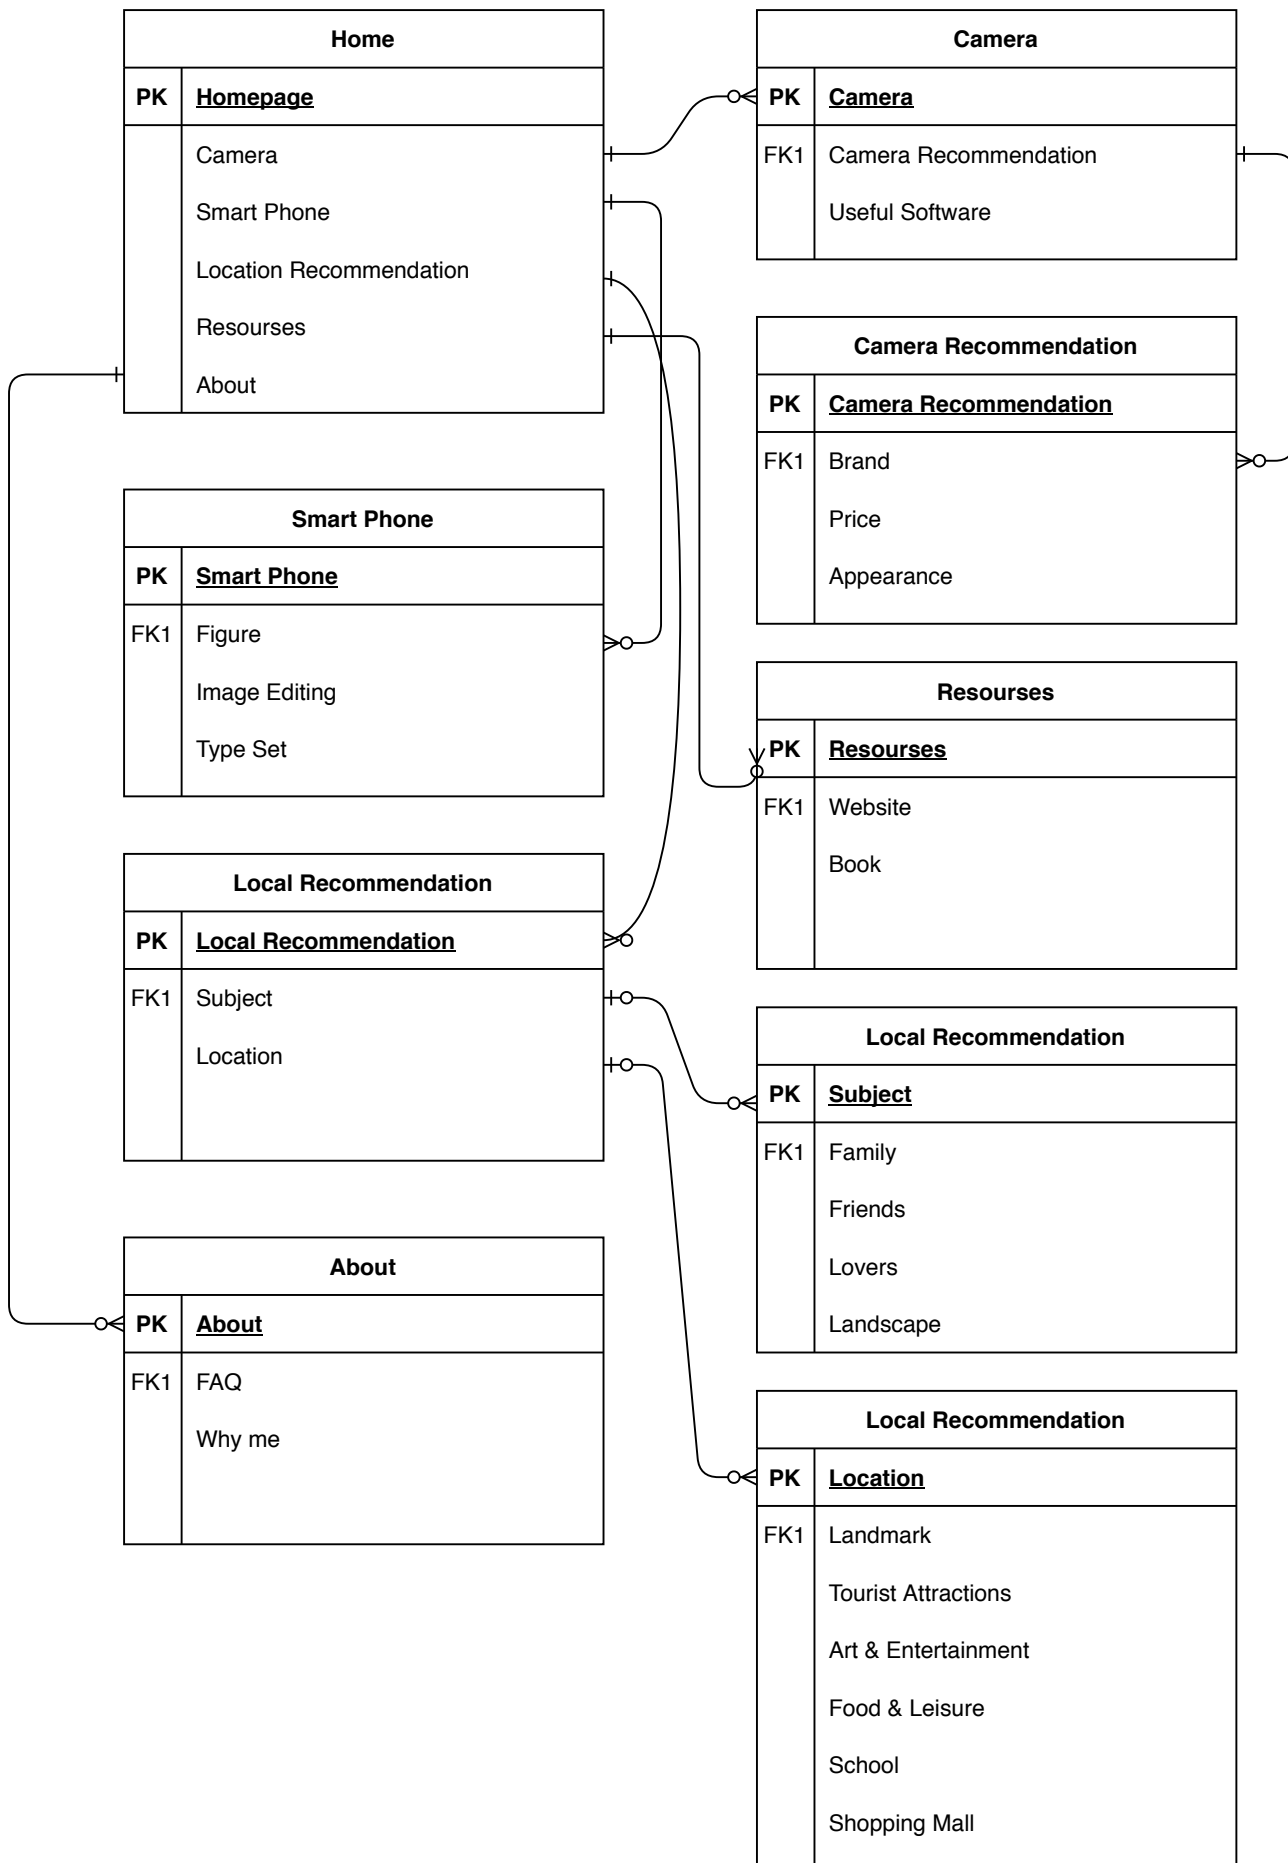 Home
PK Homepage
Camera
Smart Phone
Location Recommendation
Resourses
About
Smart Phone
PK Smart Phone
FK1 Figure
Image Editing
Type Set
Local Recommendation
PK Local Recommendation
FK1 Subject
Location
About
PK About
FK1 FAQ
Why me
Camera
PK Camera
FK1 Camera Recommendation
Useful Software
Camera Recommendation
PK Camera Recommendation
FK1 Brand
Price
Appearance
Resourses
PK Resourses
FK1 Website
Book
Local Recommendation
PK Subject
FK1 Family
Friends
Lovers
Landscape
Local Recommendation
PK Location
FK1 Landmark
Tourist Attractions
Art & Entertainment
Food & Leisure
School
Shopping Mall